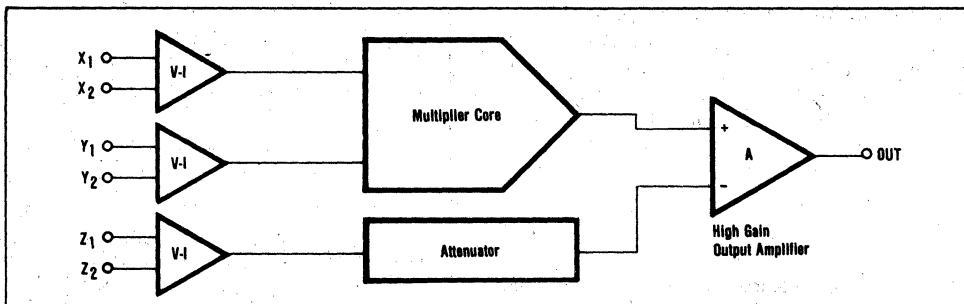 X1
X2
V-I
Y1
Y2
V-I
Z1
Z2
V-I
Multiplier Core
Attenuator
+
A
−
OUT
High Gain
Output Amplifier